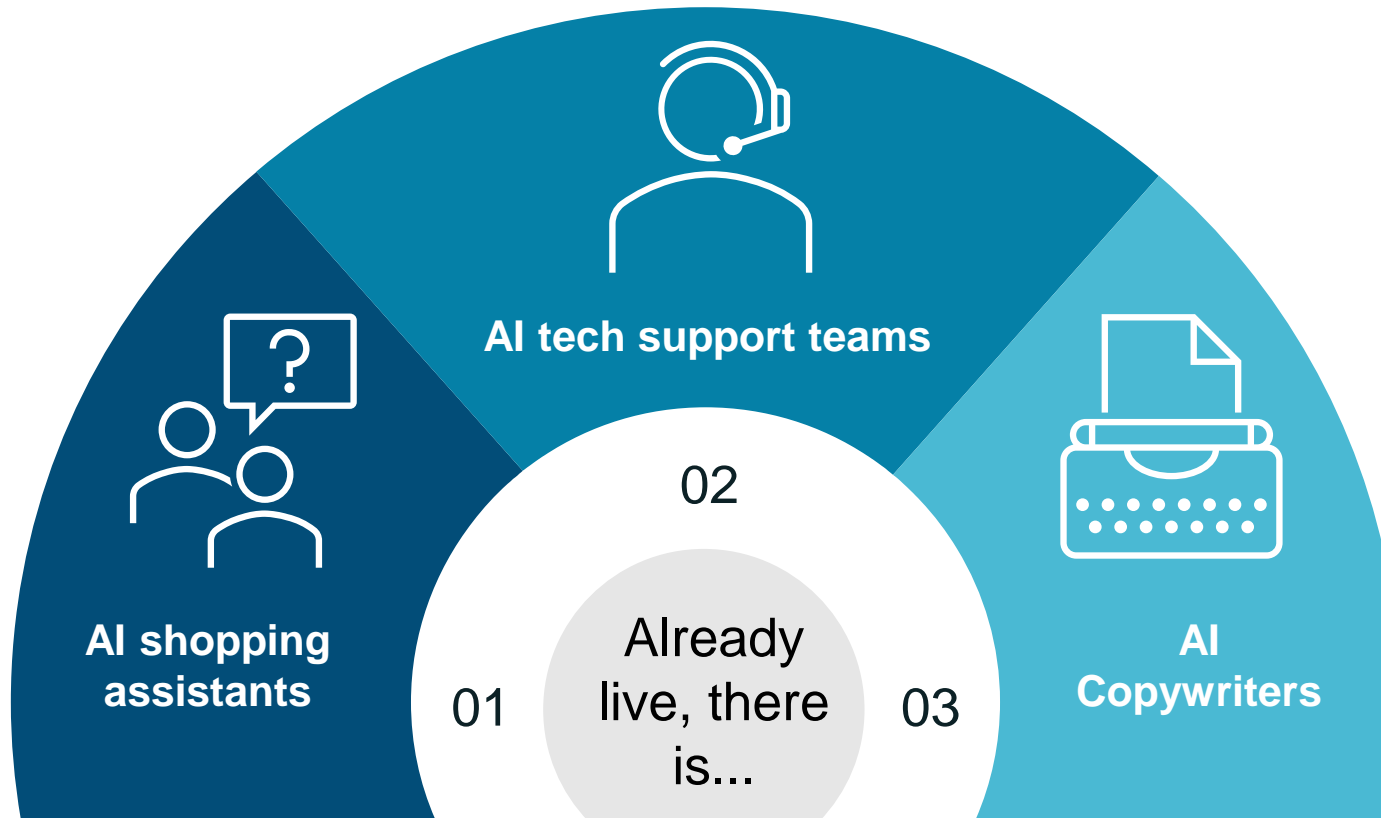 AI shopping
assistants
01
AI tech support teams
02
AI
Copywriters
03
Already
live, there
is...
?